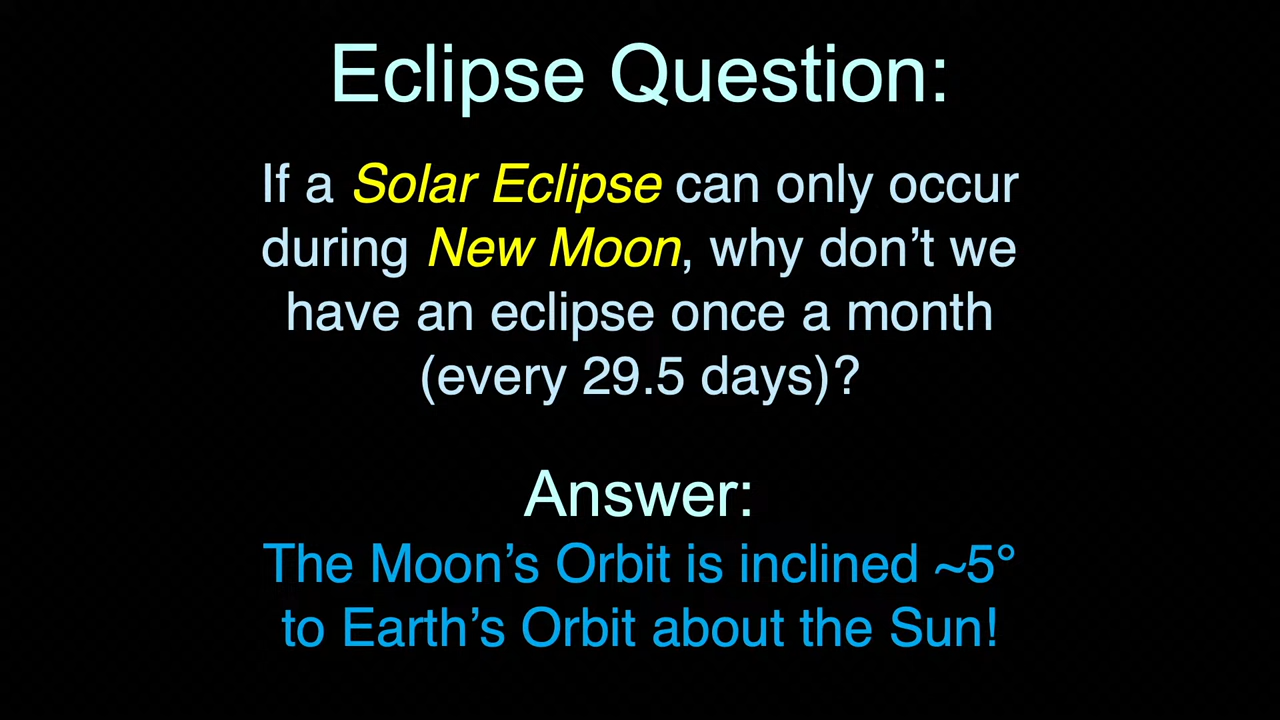 Eclipse Question:
If a Solar Eclipse can only occur
during New Moon, why don’t we
have an eclipse once a month
(every 29.5 days)?
Answer:
The Moon’s Orbit is inclined ~5°
to Earth’s Orbit about the Sun!